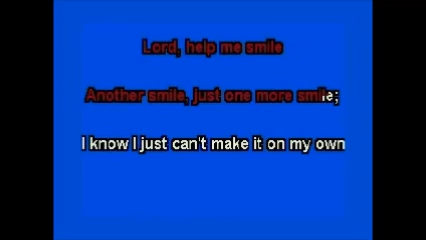 Lord, help me smile
Another smile, just one more smile;
I know I just can't make it on my own